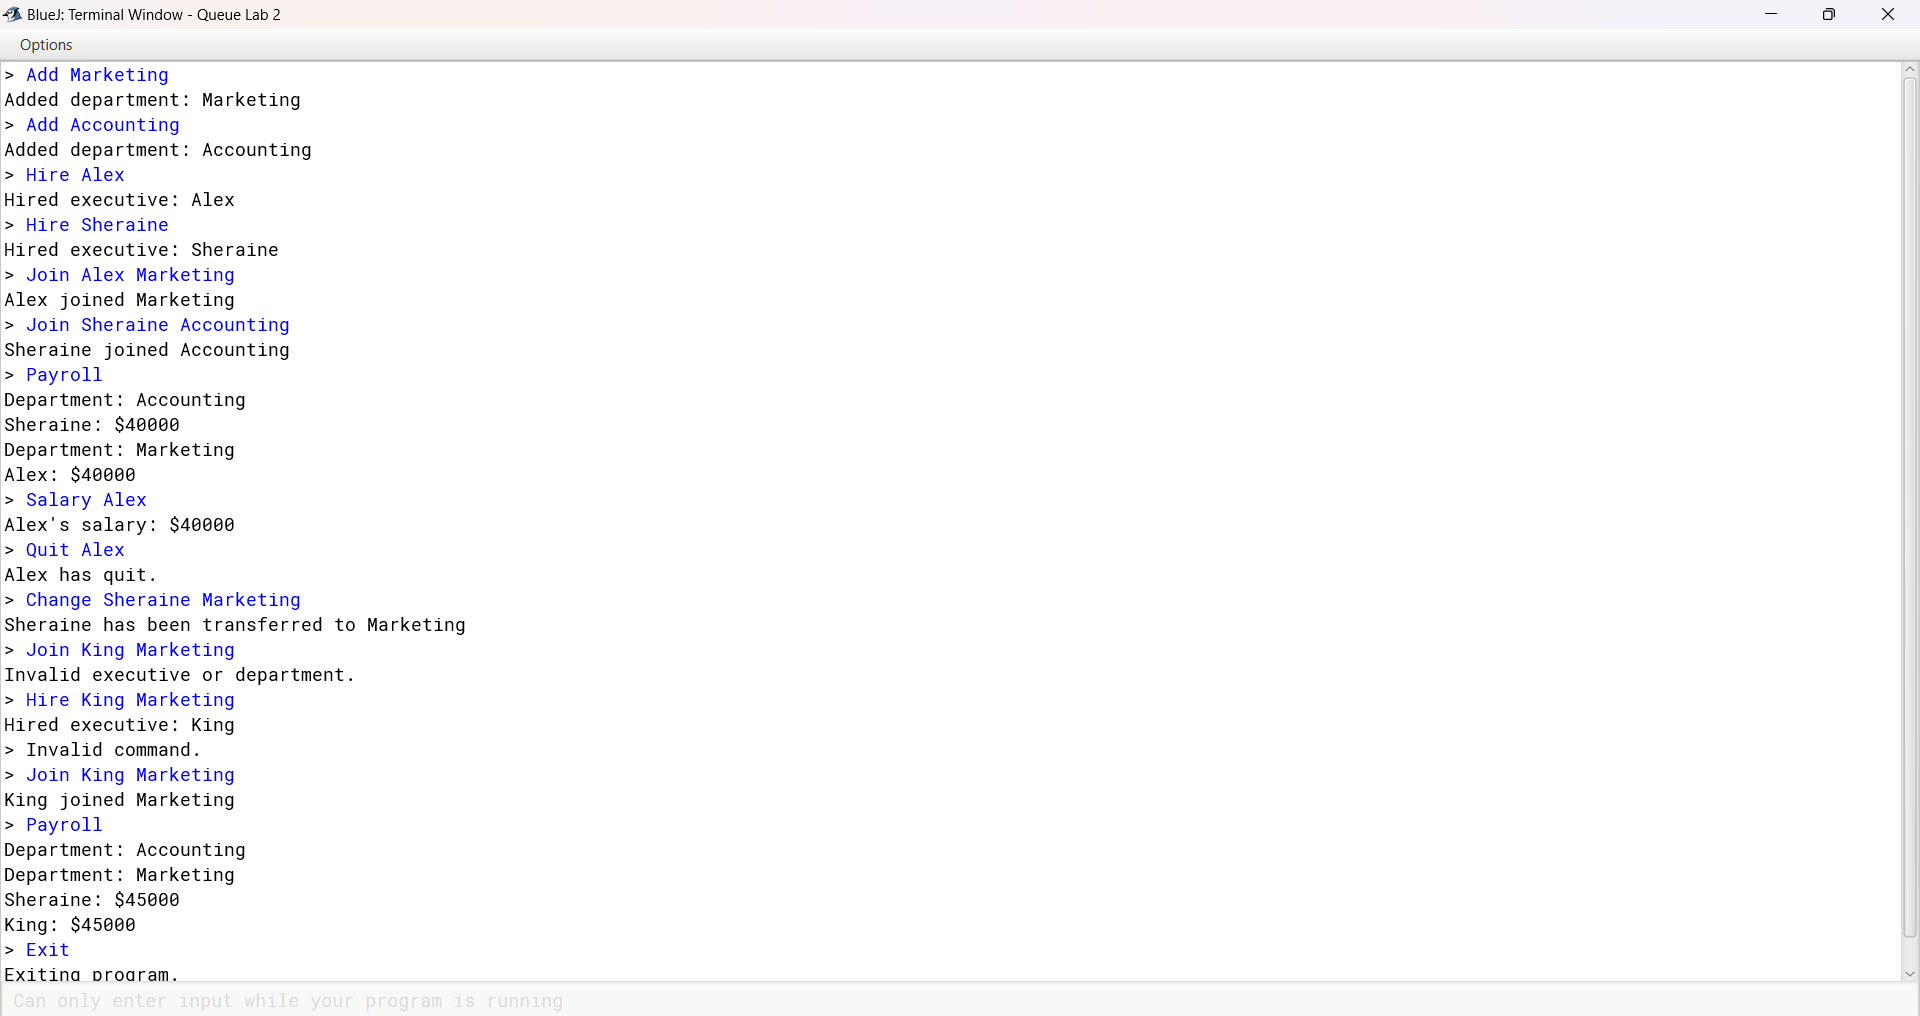 BlueJ: Terminal Window - Queue Lab 2
Options
> Add Marketing
Added department: Marketing
> Add Accounting
Added department: Accounting
> Hire Alex
Hired executive: Alex
> Hire Sheraine
Hired executive: Sheraine
> Join Alex Marketing
Alex joined Marketing
> Join Sheraine Accounting
Sheraine joined Accounting
> Payroll
Department: Accounting
Sheraine: $40000
Department: Marketing
Alex: $40000
> Salary Alex
Alex's salary: $40000
> Quit Alex
Alex has quit.
> Change Sheraine Marketing
Sheraine has been transferred to Marketing
> Join King Marketing
Invalid executive or department.
> Hire King Marketing
Hired executive: King
> Invalid command.
> Join King Marketing
King joined Marketing
> Payroll
Department: Accounting
Department: Marketing
Sheraine: $45000
King: $45000
> Exit
Exiting program.
Can only enter input while your program is running